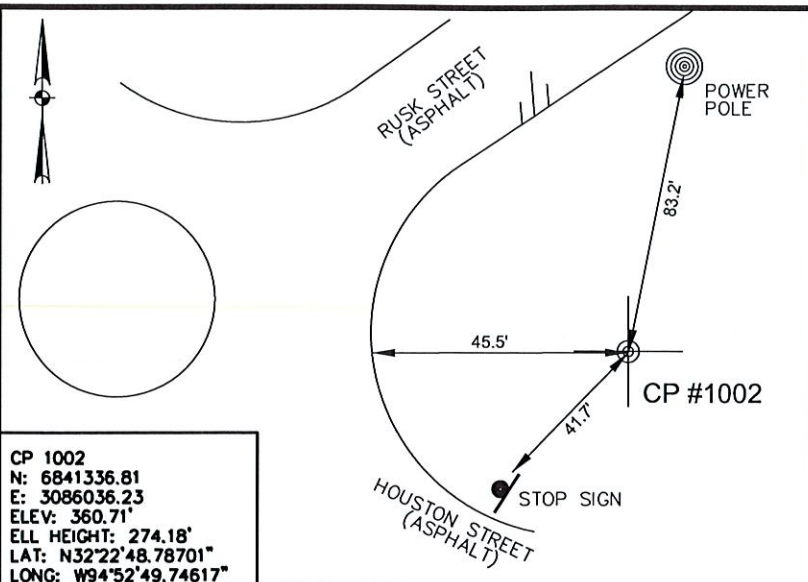 RUSK STREET
(ASPHALT)
POWER
POLE
83.2'
45.5'
CP #1002
41.7'
STOP SIGN
HOUSTON STREET
(ASPHALT)
CP 1002
N: 6841336.81
E: 3086036.23
ELEV: 360.71'
ELL HEIGHT: 274.18'
LAT: N32°22'48.78701"
LONG: W94°52'49.74617"